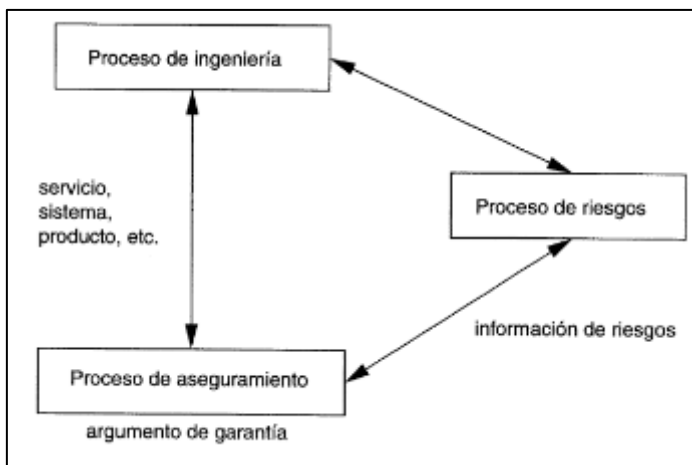 Proceso de ingeniería
servicio,
sistema,
producto, etc.
Proceso de riesgos
información de riesgos
Proceso de aseguramiento
argumento de garantía